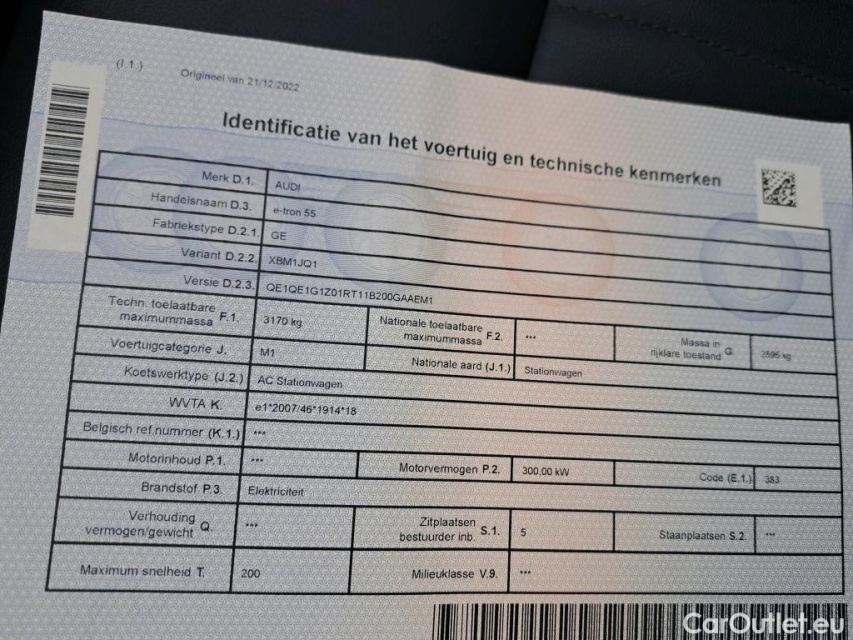 (I.1.) Origineel van 21/12/2022
Identificatie van het voertuig en technische kenmerken
Merk D.1. AUDI
Handelsnaam D.3. e-tron 55
Fabriekstype D.2.1. GE
Variant D.2.2. XBM1JQ1
Versie D.2.3. QE1QE1G1Z01RT11B200GAAEM1
Techn. toelaatbare maximummassa F.1. 3170 kg Nationale toelaatbare maximummassa F.2. *** Massa in rijklare toestand G. 2595 kg
Voertuigcategorie J. M1 Nationale aard (J.1.) Stationwagen
Koetswerktype (J.2.) AC Stationwagen
WVTA K. e1*2007/46*1914*18
Belgisch ref.nummer (K.1.) ***
Motorinhoud P.1. *** Motorvermogen P.2. 300,00 kW Code (E.1.) 383
Brandstof P.3. Elektriciteit
Verhouding vermogen/gewicht Q. *** Zitplaatsen bestuurder inb. S.1. 5 Staanplaatsen S.2. ***
Maximum snelheid T. 200 Milieuklasse V.9. ***
CarOutlet.eu